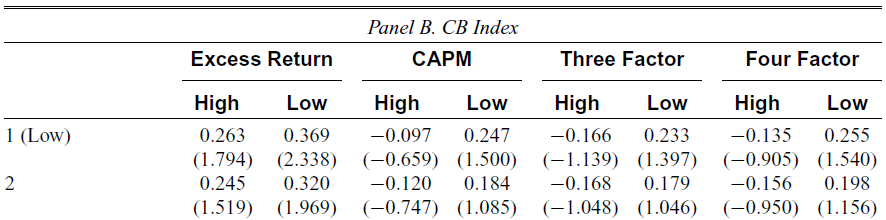 Panel B. CB Index
Excess Return CAPM Three Factor Four Factor
High Low High Low High Low High Low
1 (Low) 0.263 0.369 −0.097 0.247 −0.166 0.233 −0.135 0.255
(1.794) (2.338) (−0.659) (1.500) (−1.139) (1.397) (−0.905) (1.540)
2 0.245 0.320 −0.120 0.184 −0.168 0.179 −0.156 0.198
(1.519) (1.969) (−0.747) (1.085) (−1.048) (1.046) (−0.950) (1.156)